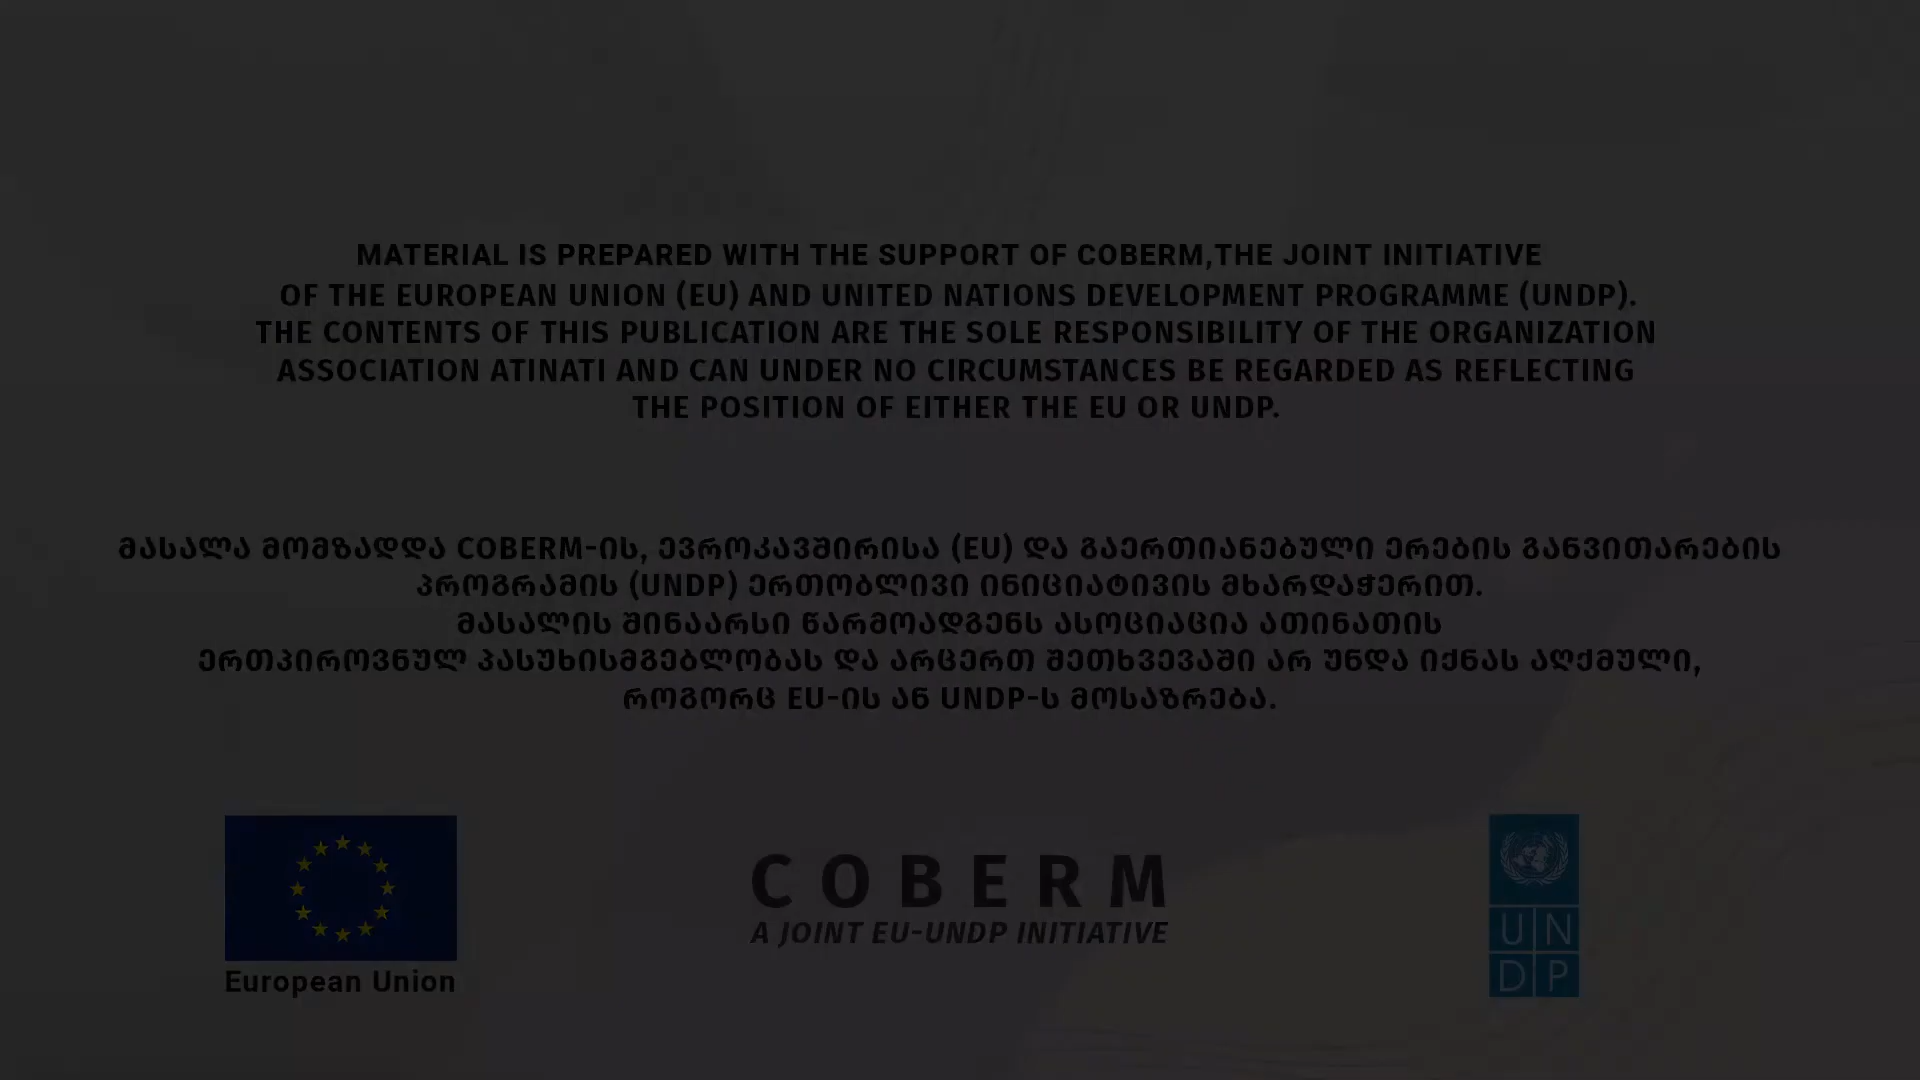 MATERIAL IS PREPARED WITH THE SUPPORT OF COBERM,THE JOINT INITIATIVE
OF THE EUROPEAN UNION (EU) AND UNITED NATIONS DEVELOPMENT PROGRAMME (UNDP).
THE CONTENTS OF THIS PUBLICATION ARE THE SOLE RESPONSIBILITY OF THE ORGANIZATION
ASSOCIATION ATINATI AND CAN UNDER NO CIRCUMSTANCES BE REGARDED AS REFLECTING
THE POSITION OF EITHER THE EU OR UNDP.
მასალა მომზადდა COBERM-ის, ევროკავშირისა (EU) და გაერთიანებული ერების განვითარების
პროგრამის (UNDP) ერთობლივი ინიციატივის მხარდაჭერით.
მასალის შინაარსი წარმოადგენს ასოციაცია ათინათის
ერთპიროვნულ პასუხისმგებლობას და არცერთ შეთხვევაში არ უნდა იქნას აღქმული,
როგორც EU-ის ან UNDP-ს მოსაზრება.
European Union
COBERM
A JOINT EU-UNDP INITIATIVE
UN
DP